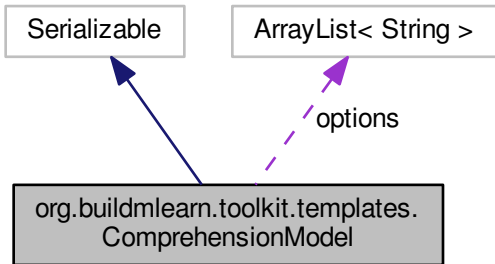 Serializable
ArrayList< String >
options
org.buildmlearn.toolkit.templates.
ComprehensionModel